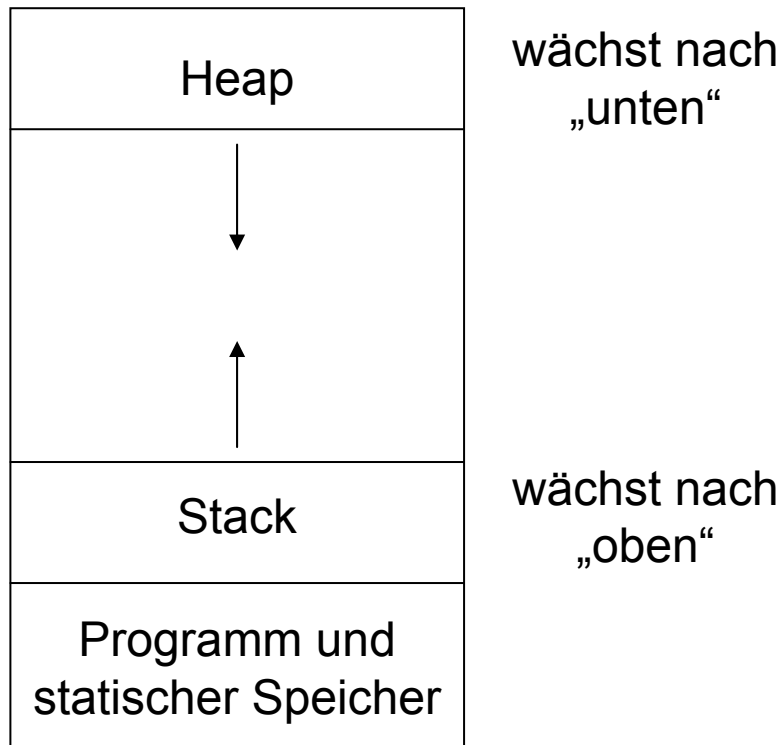 Heap
wächst nach
„unten“
Stack
wächst nach
„oben“
Programm und
statischer Speicher